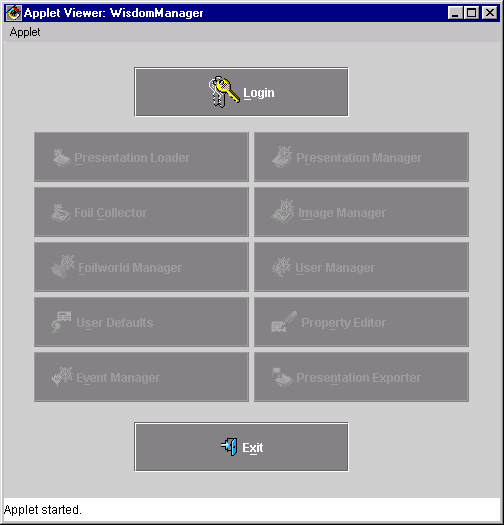 Applet Viewer: WisdomManager
Applet
Login
Presentation Loader
Presentation Manager
Foil Collector
Image Manager
Foilworld Manager
User Manager
User Defaults
Property Editor
Event Manager
Presentation Exporter
Exit
Applet started.